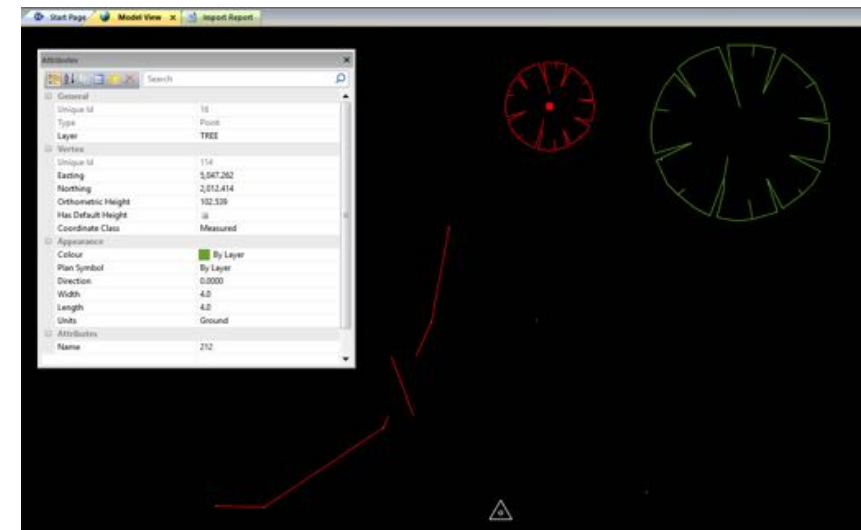 Start Page Model View x Import Report
Attributes x
Search
General
Unique Id 16
Type Point
Layer TREE
Vertex
Unique Id 114
Easting 5,047.262
Northing 2,012.414
Orthometric Height 102.539
Has Default Height
Coordinate Class Measured
Appearance
Colour By Layer
Plan Symbol By Layer
Direction 0.0000
Width 4.0
Length 4.0
Units Ground
Attributes
Name 212